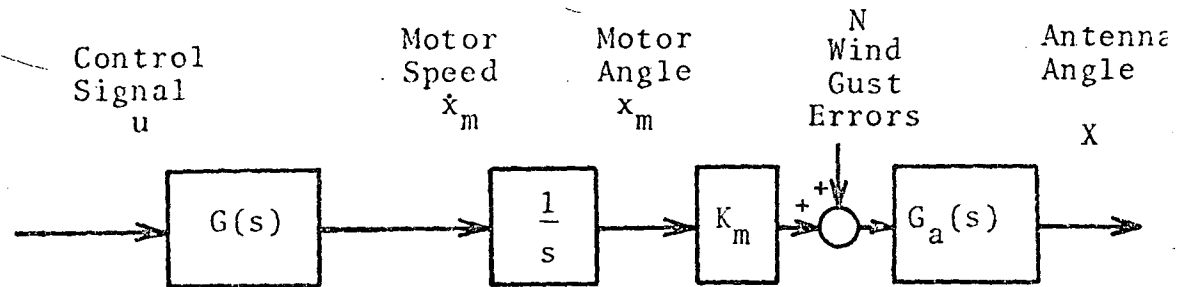 Control
Signal
u
Motor
Speed
ẋm
Motor
Angle
xm
N
Wind
Gust
Errors
Antenna
Angle
X
G(s)
1
s
Km
+
+
Ga(s)